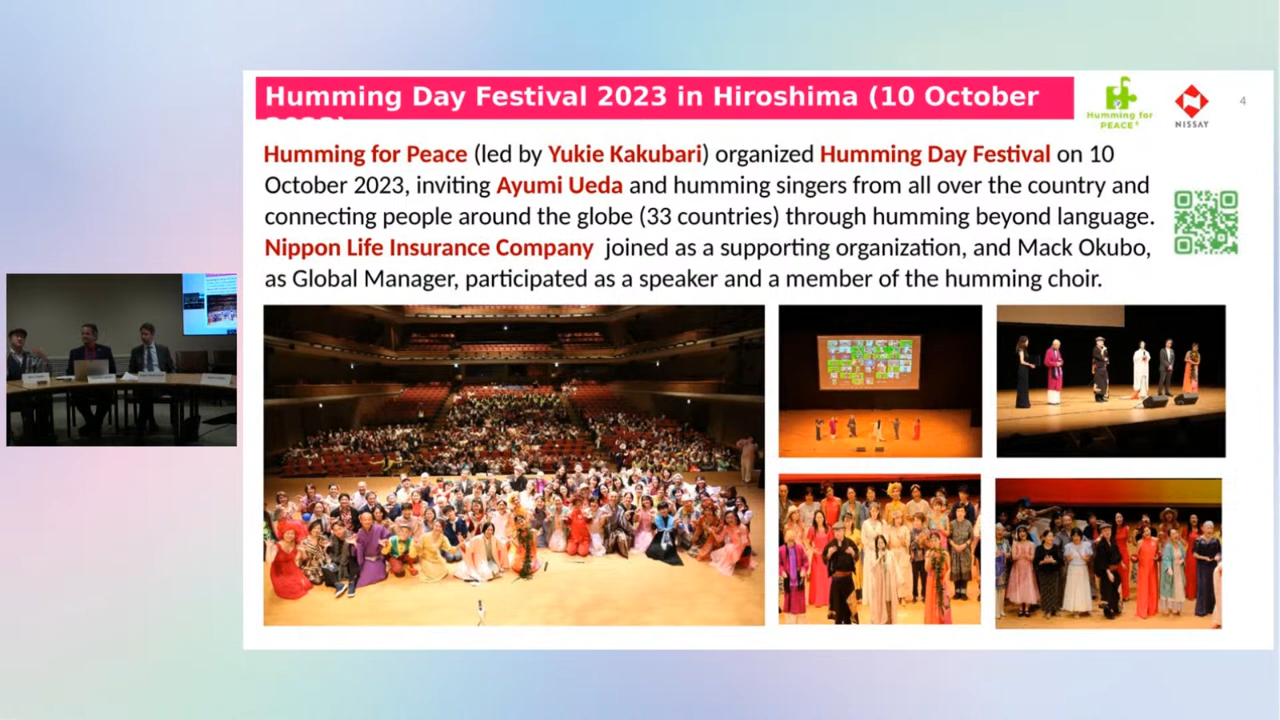 Humming Day Festival 2023 in Hiroshima (10 October
2023)
Humming for
PEACE
NISSAY
4
Humming for Peace (led by Yukie Kakubari) organized Humming Day Festival on 10
October 2023, inviting Ayumi Ueda and humming singers from all over the country and
connecting people around the globe (33 countries) through humming beyond language.
Nippon Life Insurance Company joined as a supporting organization, and Mack Okubo,
as Global Manager, participated as a speaker and a member of the humming choir.